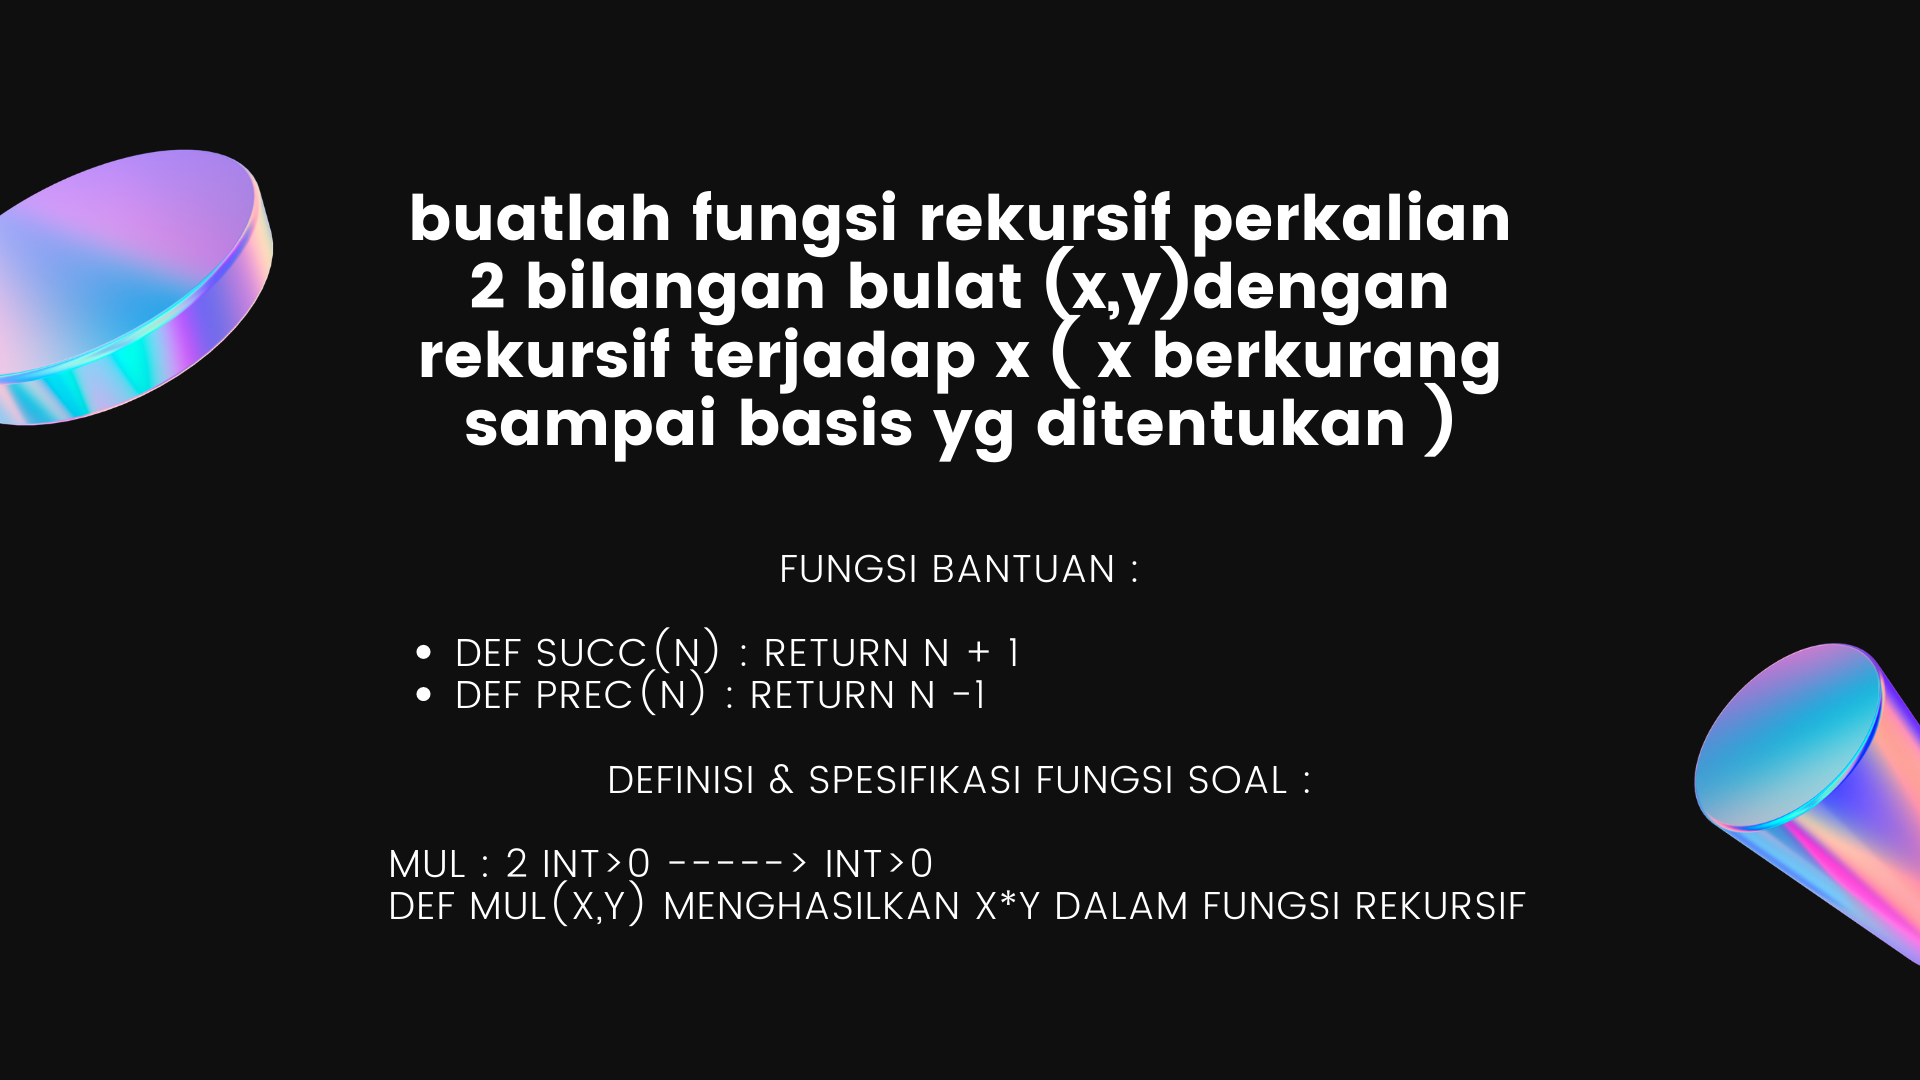 buatlah fungsi rekursif perkalian
2 bilangan bulat (x,y)dengan
rekursif terjadap x ( x berkurang
sampai basis yg ditentukan )
FUNGSI BANTUAN :
• DEF SUCC(N) : RETURN N + 1
• DEF PREC(N) : RETURN N -1
DEFINISI & SPESIFIKASI FUNGSI SOAL :
MUL : 2 INT>0 -----> INT>0
DEF MUL(X,Y) MENGHASILKAN X*Y DALAM FUNGSI REKURSIF